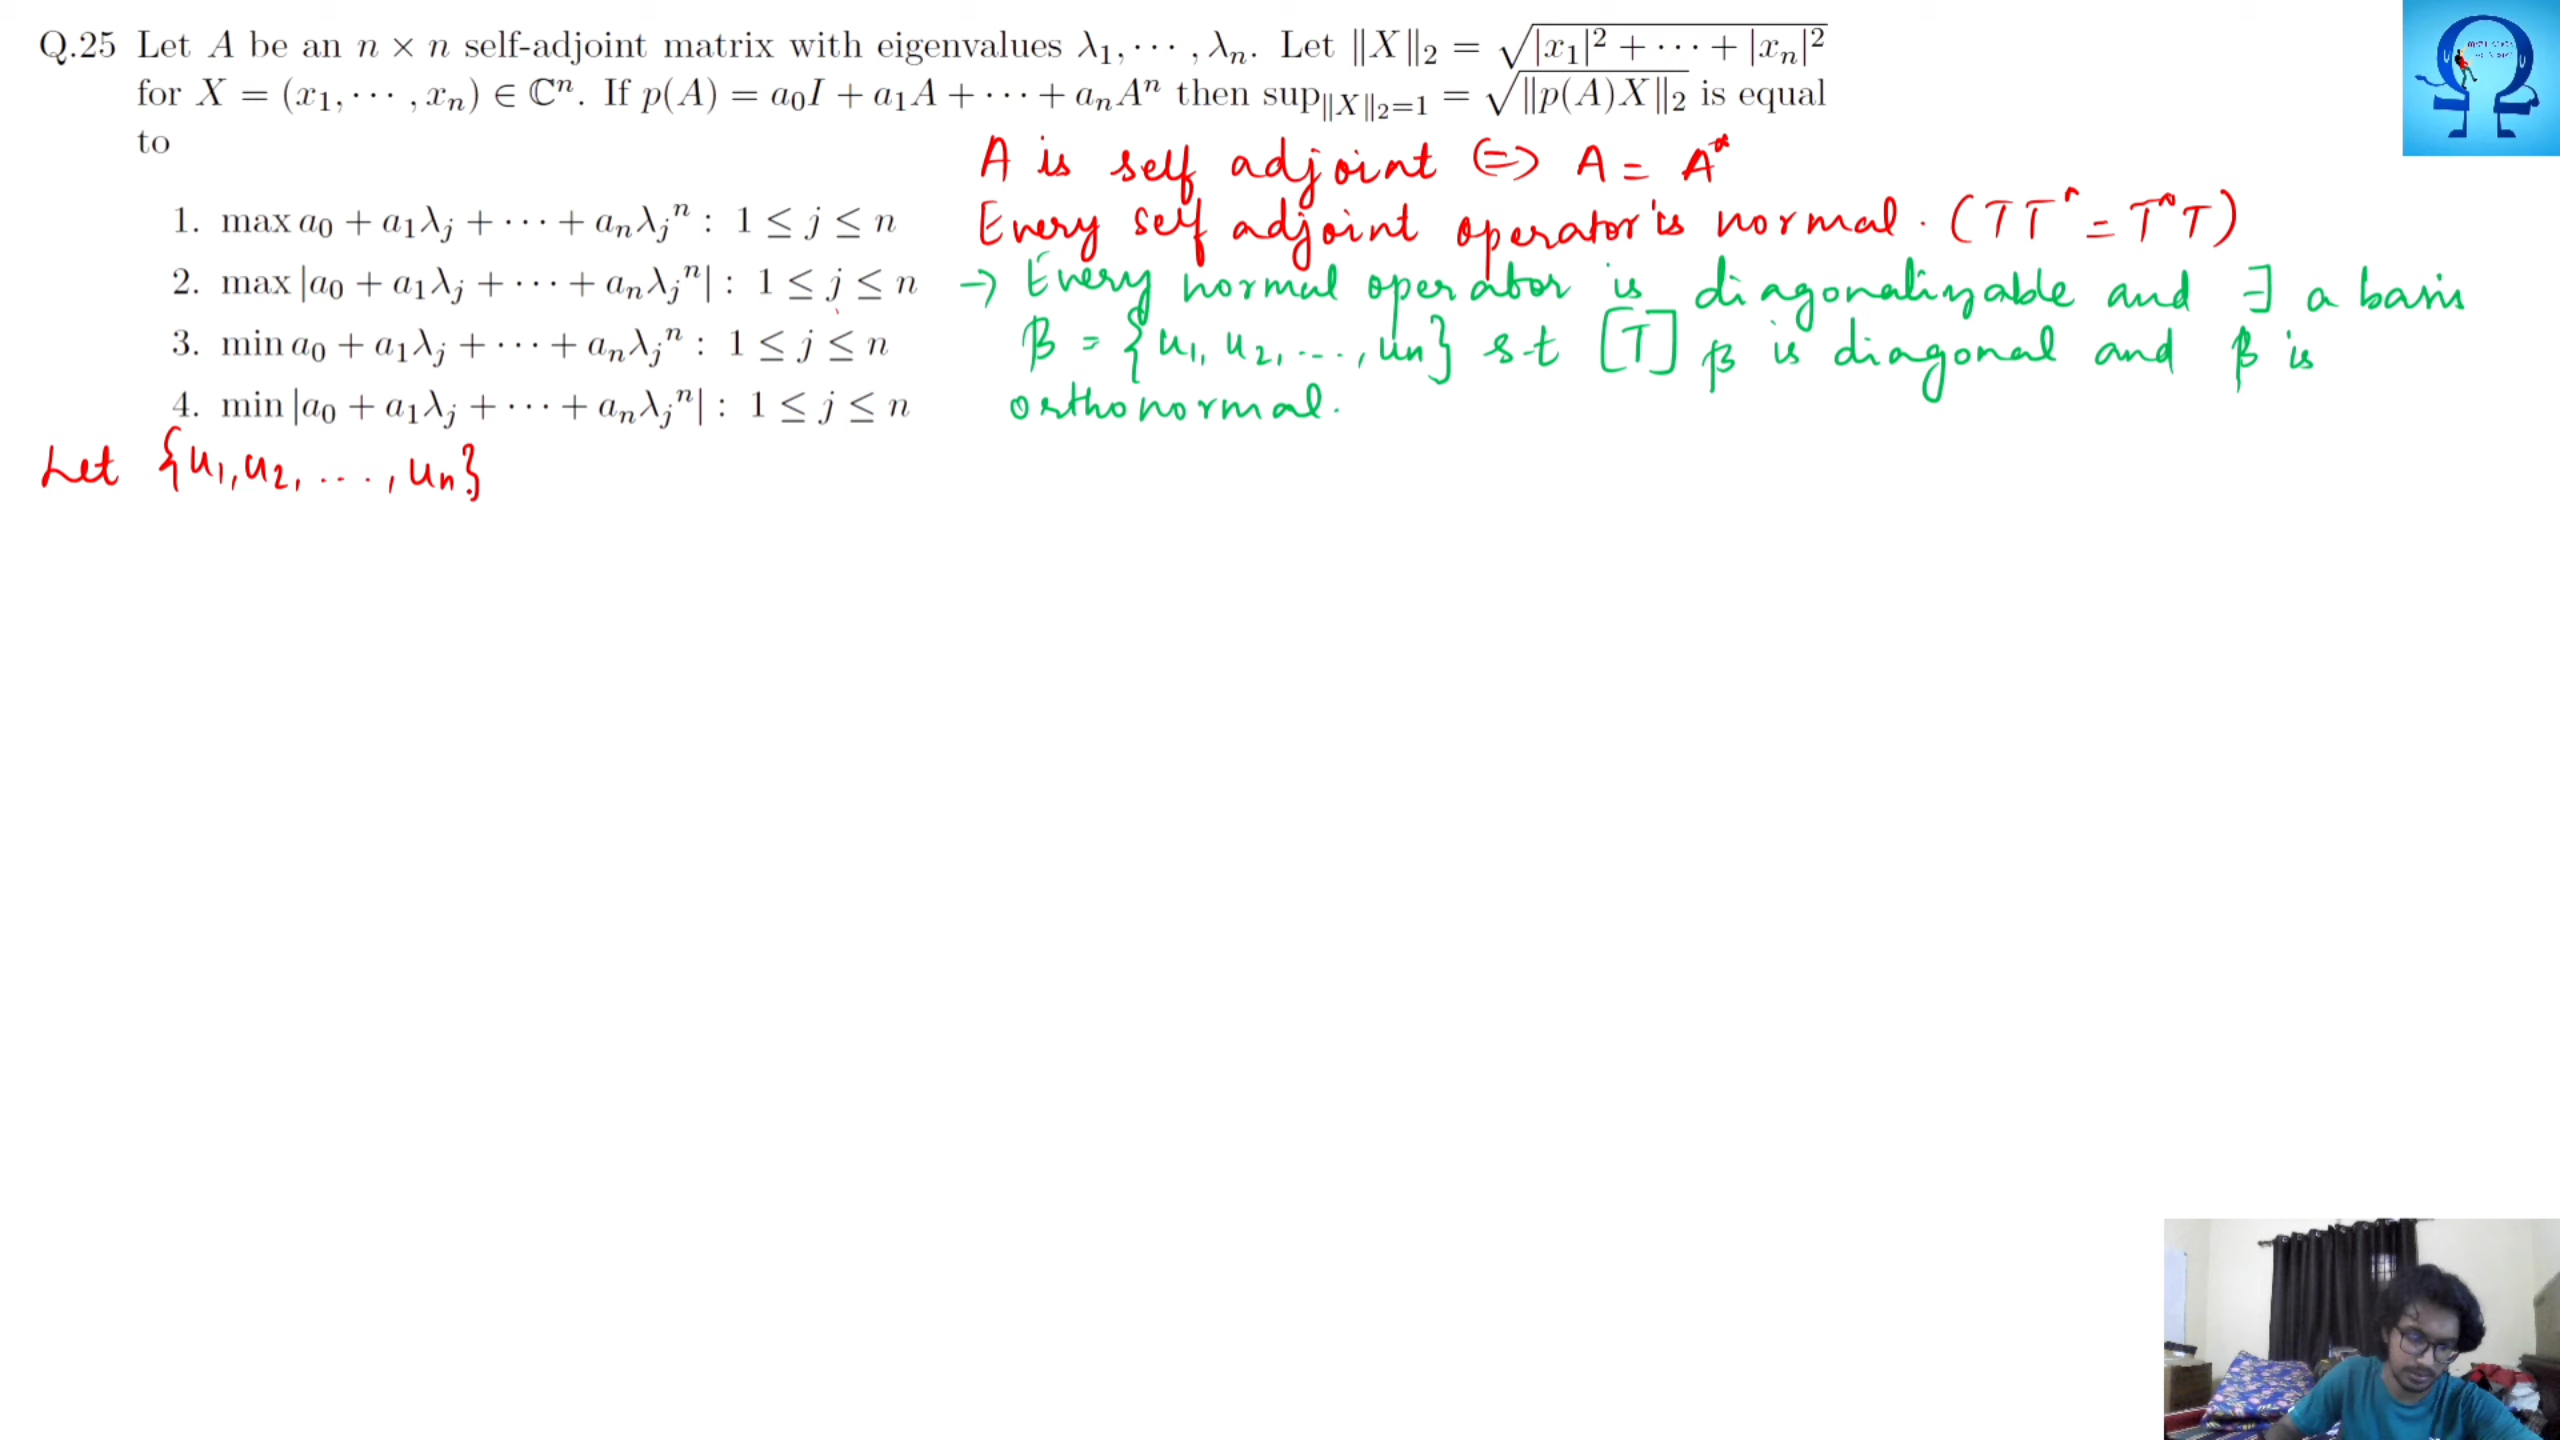 Q.25 Let A be an n × n self-adjoint matrix with eigenvalues λ₁, ⋯ , λₙ. Let ‖X‖₂ = √(|x₁|² + ⋯ + |xₙ|²)
for X = (x₁, ⋯ , xₙ) ∈ ℂⁿ. If p(A) = a₀I + a₁A + ⋯ + aₙAⁿ then sup_{‖X‖₂=1} = √‖p(A)X‖₂ is equal
to
1. max a₀ + a₁λⱼ + ⋯ + aₙλⱼⁿ : 1 ≤ j ≤ n
2. max |a₀ + a₁λⱼ + ⋯ + aₙλⱼⁿ| : 1 ≤ j ≤ n
3. min a₀ + a₁λⱼ + ⋯ + aₙλⱼⁿ : 1 ≤ j ≤ n
4. min |a₀ + a₁λⱼ + ⋯ + aₙλⱼⁿ| : 1 ≤ j ≤ n
A is self adjoint ⇔ A = A*
Every self adjoint operator is normal. (TT* = T*T)
→ Every normal operator is diagonalizable and ∃ a basis
β = {u₁, u₂, ..., uₙ} s.t [T]β is diagonal and β is
orthonormal.
Let {u₁, u₂, ..., uₙ}